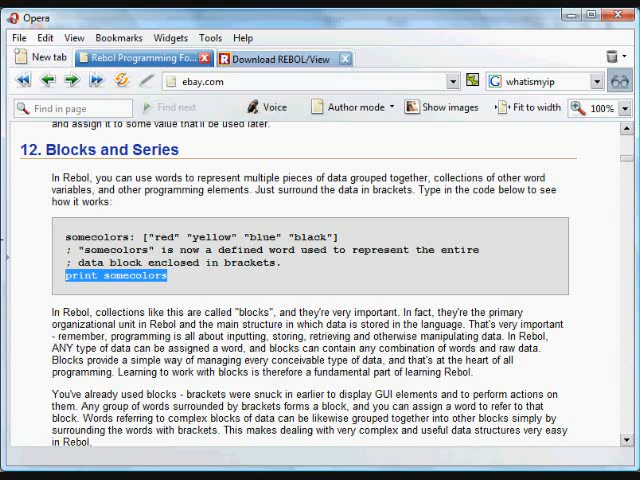 Opera
File Edit View Bookmarks Widgets Tools Help
New tab Rebol Programming Fo... Download REBOL/View
ebay.com whatismyip
Find in page Find next Voice Author mode Show images Fit to width 100%
and assign it to some value that'll be used later.
12. Blocks and Series
In Rebol, you can use words to represent multiple pieces of data grouped together, collections of other word
variables, and other programming elements. Just surround the data in brackets. Type in the code below to see
how it works:
somecolors: ["red" "yellow" "blue" "black"]
; "somecolors" is now a defined word used to represent the entire
; data block enclosed in brackets.
print somecolors
In Rebol, collections like this are called "blocks", and they're very important. In fact, they're the primary
organizational unit in Rebol and the main structure in which data is stored in the language. That's very important
- remember, programming is all about inputting, storing, retrieving and otherwise manipulating data. In Rebol,
ANY type of data can be assigned a word, and blocks can contain any combination of words and raw data.
Blocks provide a simple way of managing every conceivable type of data, and that's at the heart of all
programming. Learning to work with blocks is therefore a fundamental part of learning Rebol.
You've already used blocks - brackets were snuck in earlier to display GUI elements and to perform actions on
them. Any group of words surrounded by brackets forms a block, and you can assign a word to refer to that
block. Words referring to complex blocks of data can be likewise grouped together into other blocks simply by
surrounding the words with brackets. This makes dealing with very complex and useful data structures very easy
in Rebol.